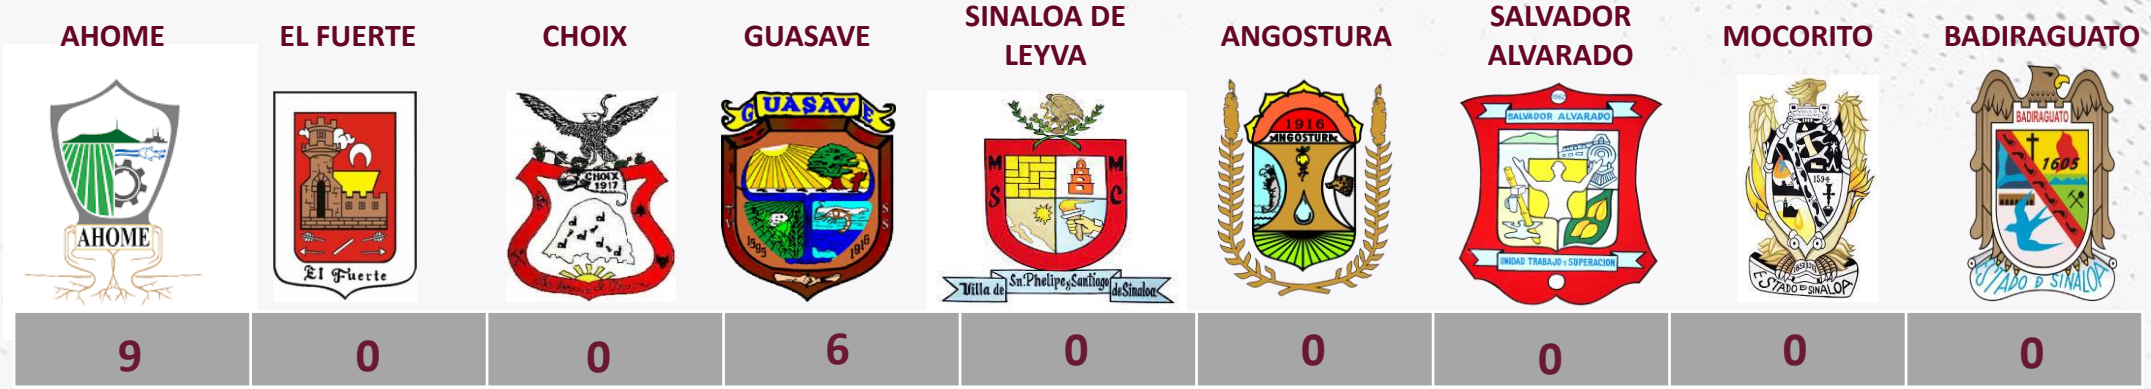 AHOME
EL FUERTE
CHOIX
GUASAVE
SINALOA DE
LEYVA
ANGOSTURA
SALVADOR
ALVARADO
MOCORITO
BADIRAGUATO
AHOME
El Fuerte
CHOIX
1917
GUASAVE
1595
1916
M M
S C
Villa de Sn. Phelipe y Santiago de Sinaloa
1916
ANGOSTURA
1962
SALVADOR ALVARADO
UNIDAD TRABAJO Y SUPERACION
1594
ESTADO D SINALOA
BADIRAGUATO
1605
ESTADO D SINALOA
9
0
0
6
0
0
0
0
0